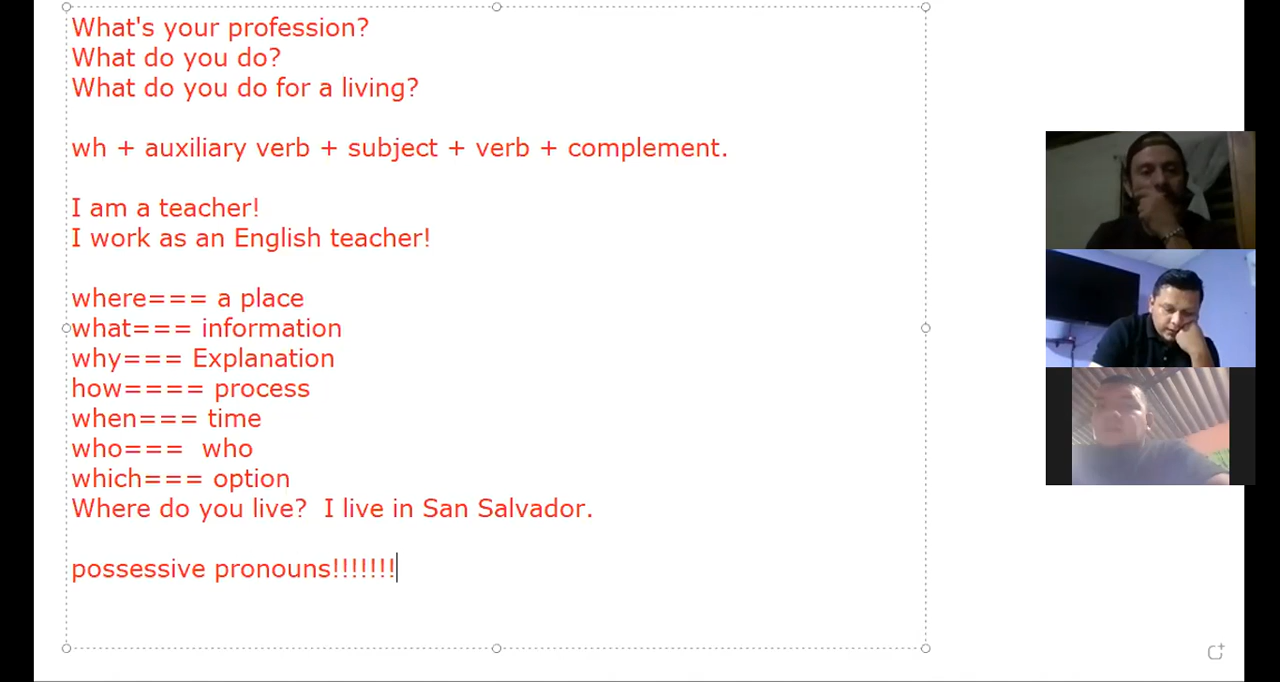 What's your profession?
What do you do?
What do you do for a living?
wh + auxiliary verb + subject + verb + complement.
I am a teacher!
I work as an English teacher!
where=== a place
what=== information
why=== Explanation
how==== process
when=== time
who===  who
which=== option
Where do you live?  I live in San Salvador.
possessive pronouns!!!!!!!